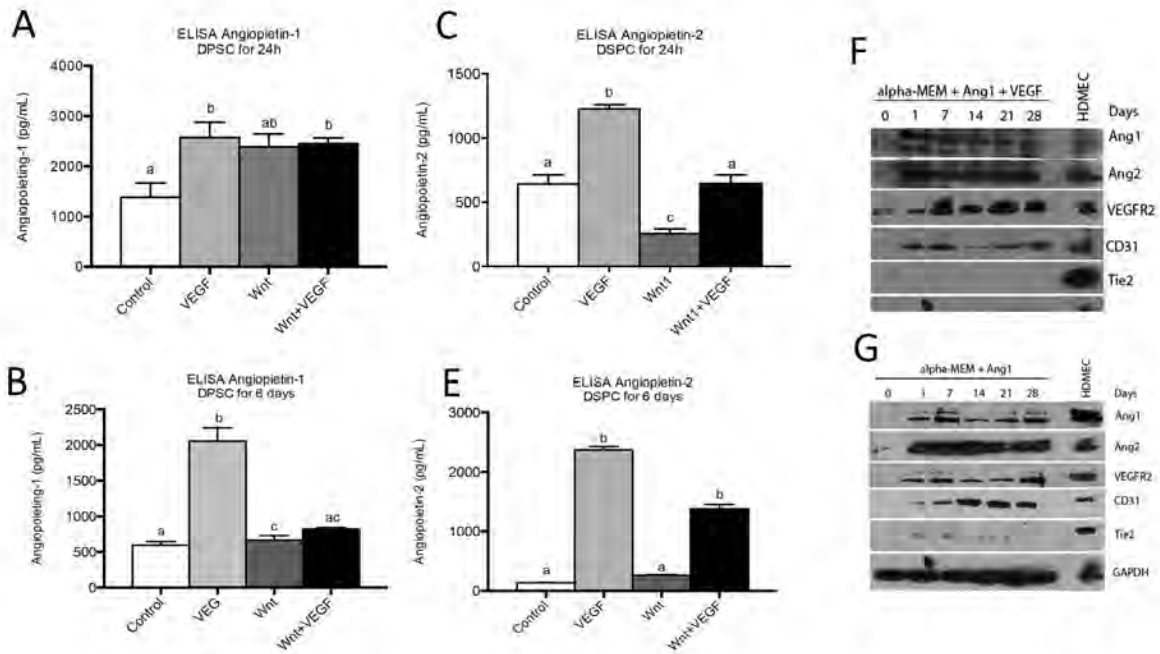 A
ELISA Angiopietin-1
DPSC for 24h
Angiopoieting-1 (pg/mL)
4000
3000
2000
1000
0
a
b
ab
b
Control
VEGF
Wnt
Wnt+VEGF
C
ELISA Angiopietin-2
DSPC for 24h
Angiopoietin-2 (pg/mL)
1500
1000
500
0
a
b
c
a
Control
VEGF
Wnt1
Wnt1+VEGF
F
alpha-MEM + Ang1 + VEGF
HDMEC
0 1 7 14 21 28 Days
Ang1
Ang2
VEGFR2
CD31
Tie2
B
ELISA Angiopietin-1
DPSC for 6 days
Angiopoieting-1 (pg/mL)
2500
2000
1500
1000
500
0
a
b
c
ac
Control
VEG
Wnt
Wnt+VEGF
E
ELISA Angiopietin-2
DSPC for 6 days
Angiopoietin-2 (pg/mL)
3000
2000
1000
0
a
b
a
b
Control
VEGF
Wnt
Wnt+VEGF
G
alpha-MEM + Ang1
HDMEC
0 1 7 14 21 28 Days
Ang1
Ang2
VEGFR2
CD31
Tie2
GAPDH